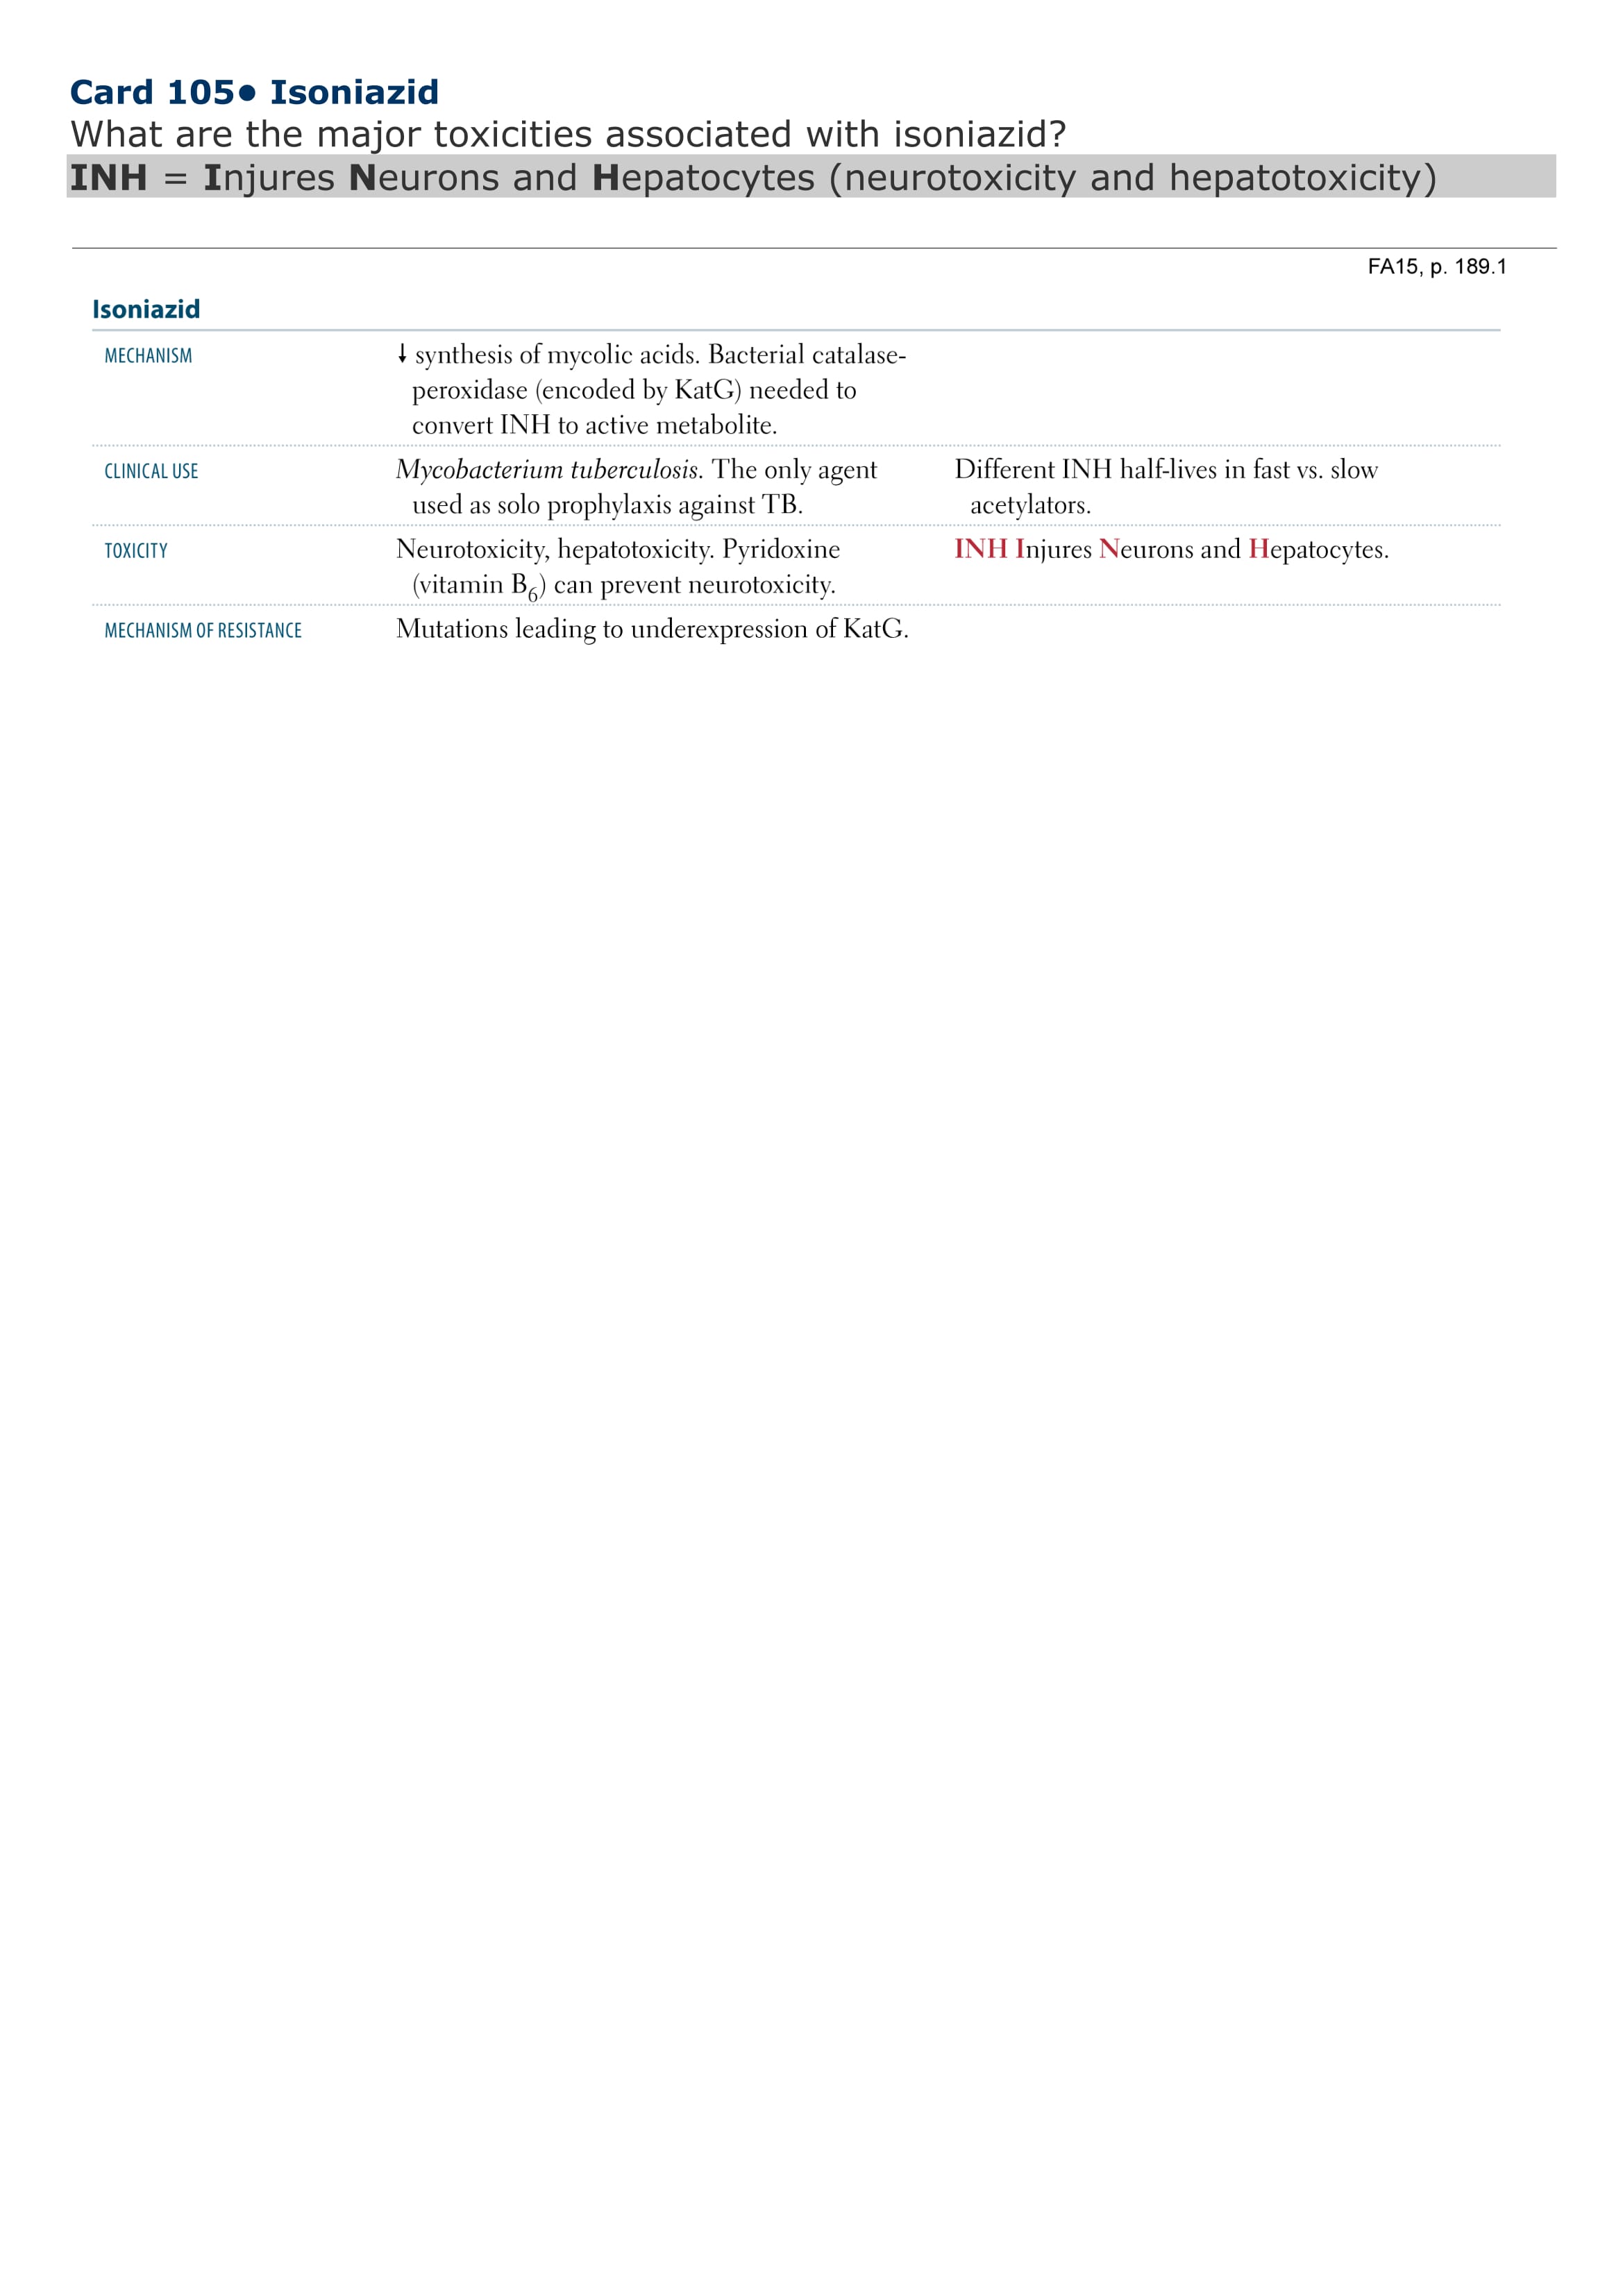 Card 105• Isoniazid
What are the major toxicities associated with isoniazid?
INH = Injures Neurons and Hepatocytes (neurotoxicity and hepatotoxicity)
FA15, p. 189.1
Isoniazid
MECHANISM
↓ synthesis of mycolic acids. Bacterial catalase-
peroxidase (encoded by KatG) needed to
convert INH to active metabolite.
CLINICAL USE
Mycobacterium tuberculosis. The only agent
used as solo prophylaxis against TB.
Different INH half-lives in fast vs. slow
acetylators.
TOXICITY
Neurotoxicity, hepatotoxicity. Pyridoxine
(vitamin B6) can prevent neurotoxicity.
INH Injures Neurons and Hepatocytes.
MECHANISM OF RESISTANCE
Mutations leading to underexpression of KatG.